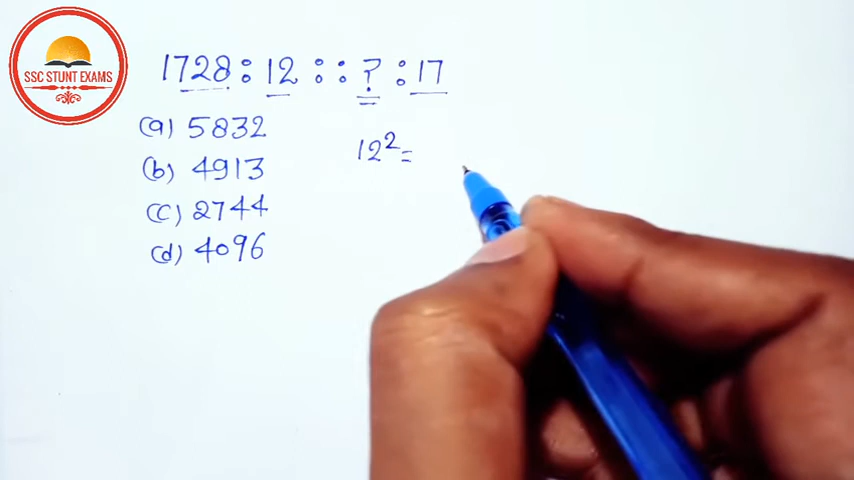 SSC STUNT EXAMS
1728 : 12 :: ? : 17
(a) 5832
(b) 4913
(c) 2744
(d) 4096
12² =